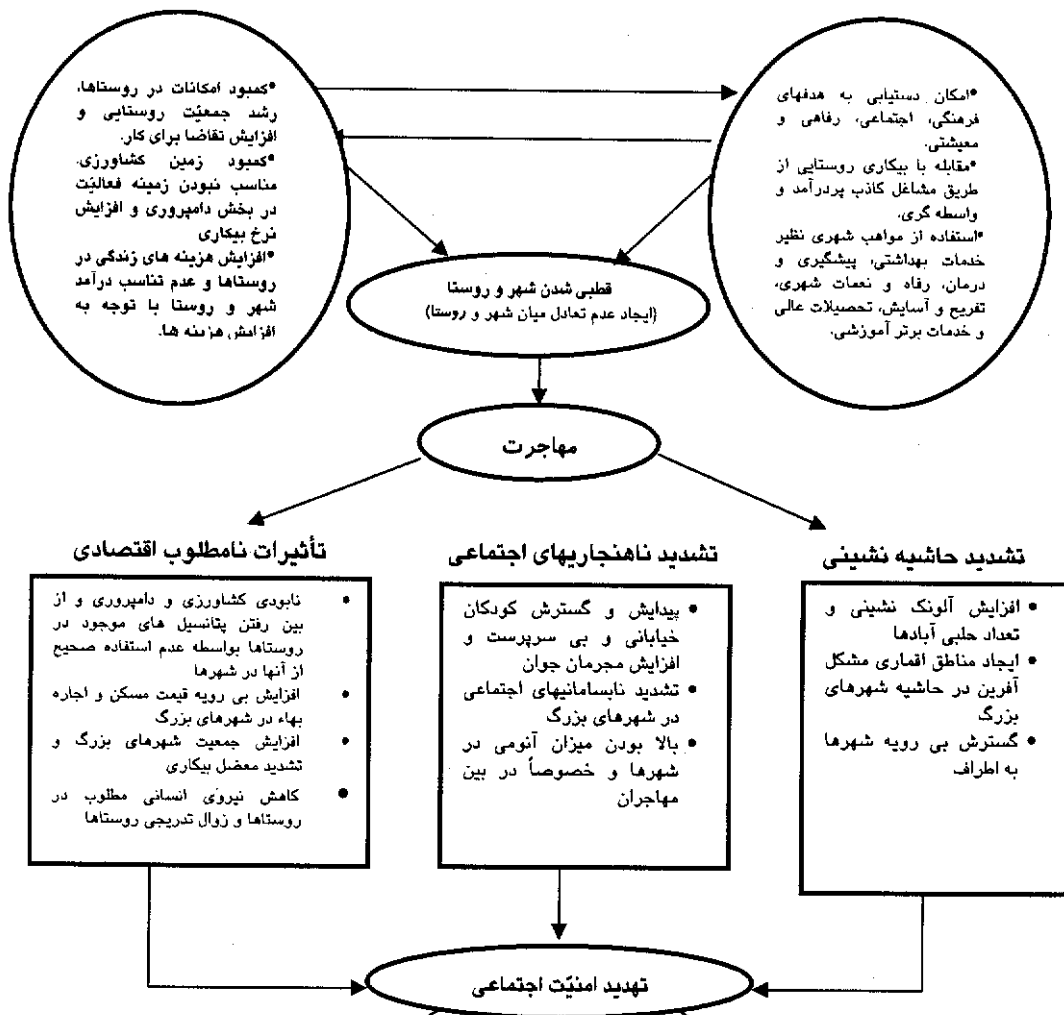 •امکان دستیابی به هدفهای
فرهنگی، اجتماعی، رفاهی و
معیشتی.
•مقابله با بیکاری روستایی از
طریق مشاغل کاذب پردرآمد و
واسطه گری.
•استفاده از مواهب شهری نظیر
خدمات بهداشتی، پیشگیری و
درمان، رفاه و نعمات شهری،
تفریح و آسایش، تحصیلات عالی
و خدمات برتر آموزشی.
•کمبود امکانات در روستاها،
رشد جمعیّت روستایی و
افزایش تقاضا برای کار.
•کمبود زمین کشاورزی،
مناسب نبودن زمینه فعالیّت
در بخش دامپروری و افزایش
نرخ بیکاری
•افزایش هزینه های زندگی در
روستاها و عدم تناسب درآمد
شهر و روستا با توجه به
افزایش هزینه ها.
قطبی شدن شهر و روستا
(ایجاد عدم تعادل میان شهر و روستا)
مهاجرت
تشدید حاشیه نشینی
• افزایش آلونک نشینی و
تعداد حلبی آبادها
• ایجاد مناطق اقماری مشکل
آفرین در حاشیه شهرهای
بزرگ
• گسترش بی رویه شهرها
به اطراف
تشدید ناهنجاریهای اجتماعی
• پیدایش و گسترش کودکان
خیابانی و بی سرپرست و
افزایش مجرمان جوان
• تشدید نابسامانیهای اجتماعی
در شهرهای بزرگ
• بالا بودن میزان آنومی در
شهرها و خصوصاً در بین
مهاجران
تأثیرات نامطلوب اقتصادی
• نابودی کشاورزی و دامپروری و از
بین رفتن پتانسیل های موجود در
روستاها بواسطه عدم استفاده صحیح
از آنها در شهرها
• افزایش بی رویه قیمت مسکن و اجاره
بهاء در شهرهای بزرگ
• افزایش جمعیت شهرهای بزرگ و
تشدید معضل بیکاری
• کاهش نیروی انسانی مطلوب در
روستاها و زوال تدریجی روستاها
تهدید امنیّت اجتماعی